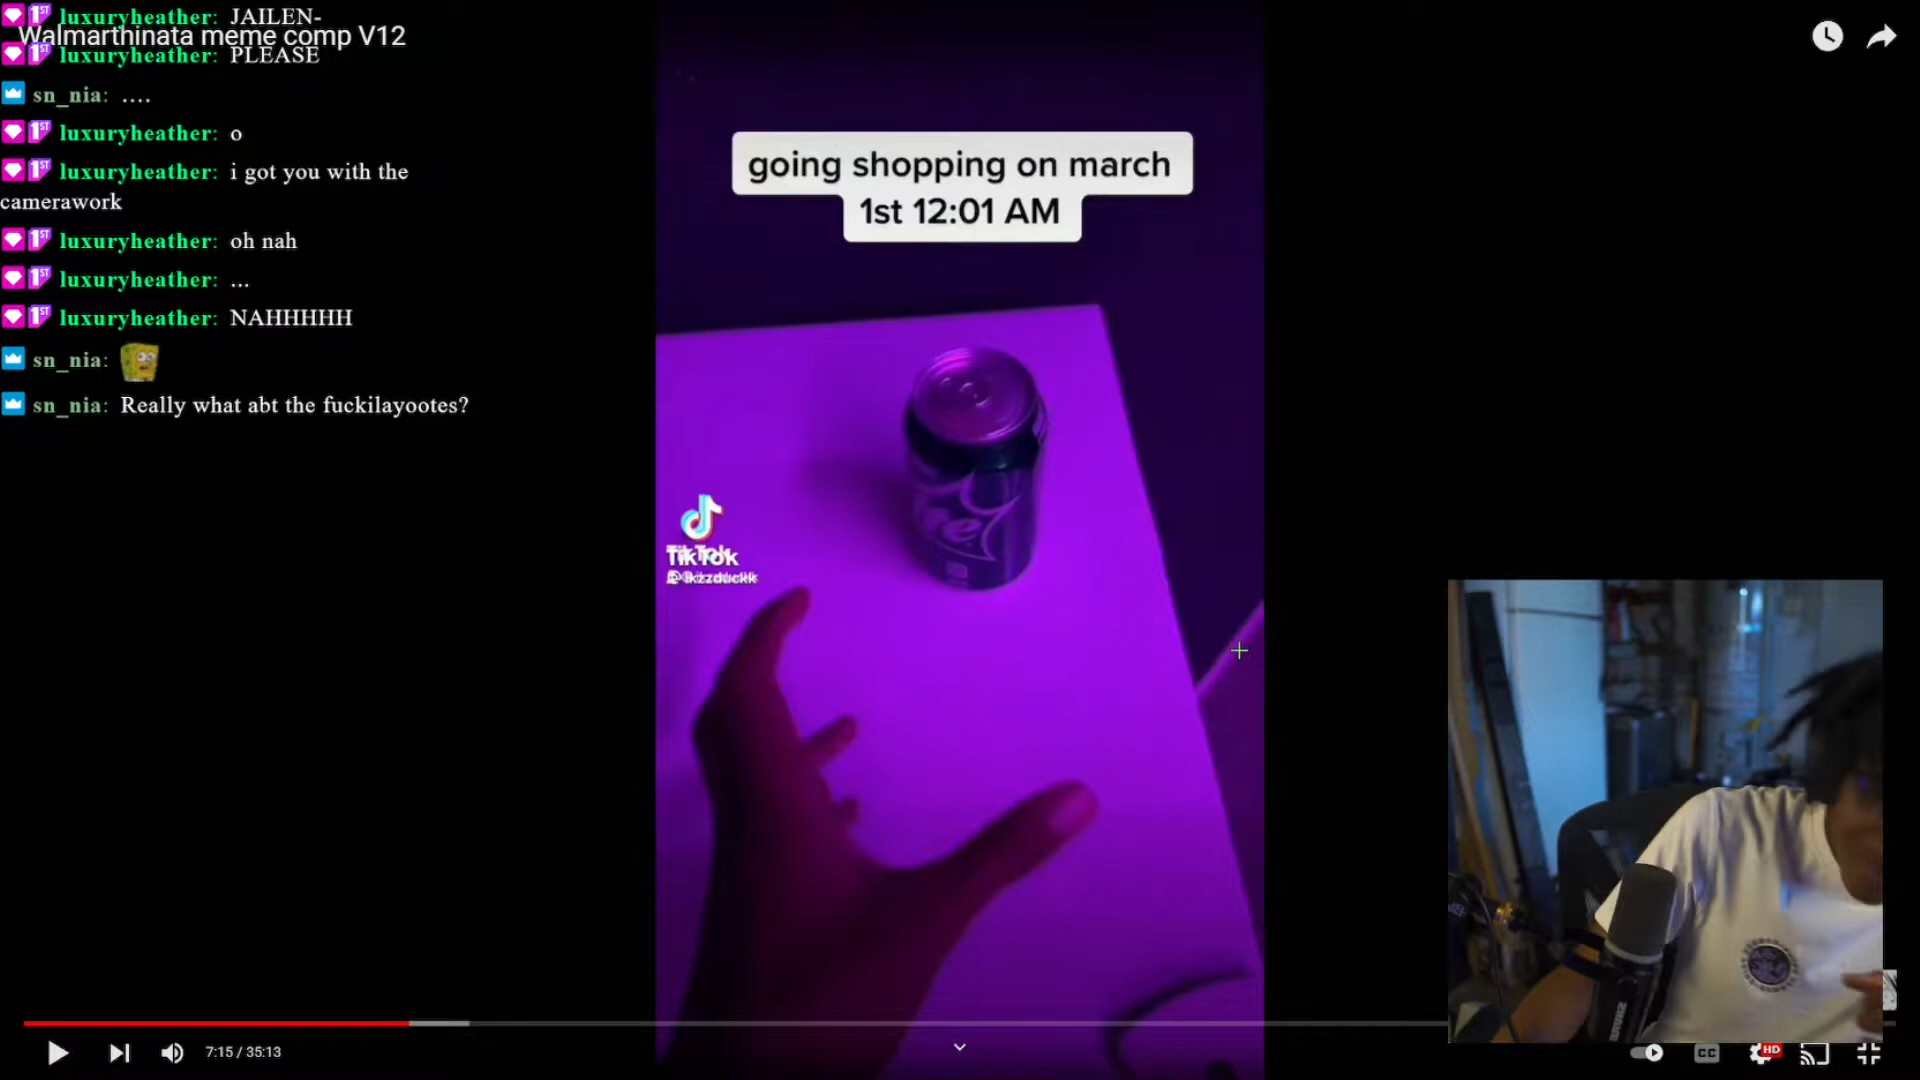 luxuryheather: JAILEN-
Walmarthinata meme comp V12
luxuryheather: PLEASE
sn_nia: ....
luxuryheather: o
luxuryheather: i got you with the
camerawork
luxuryheather: oh nah
luxuryheather: ...
luxuryheather: NAHHHHH
sn_nia:
sn_nia: Really what abt the fuckilayootes?
going shopping on march
1st 12:01 AM
TikTok
7:15 / 35:13
CC
HD